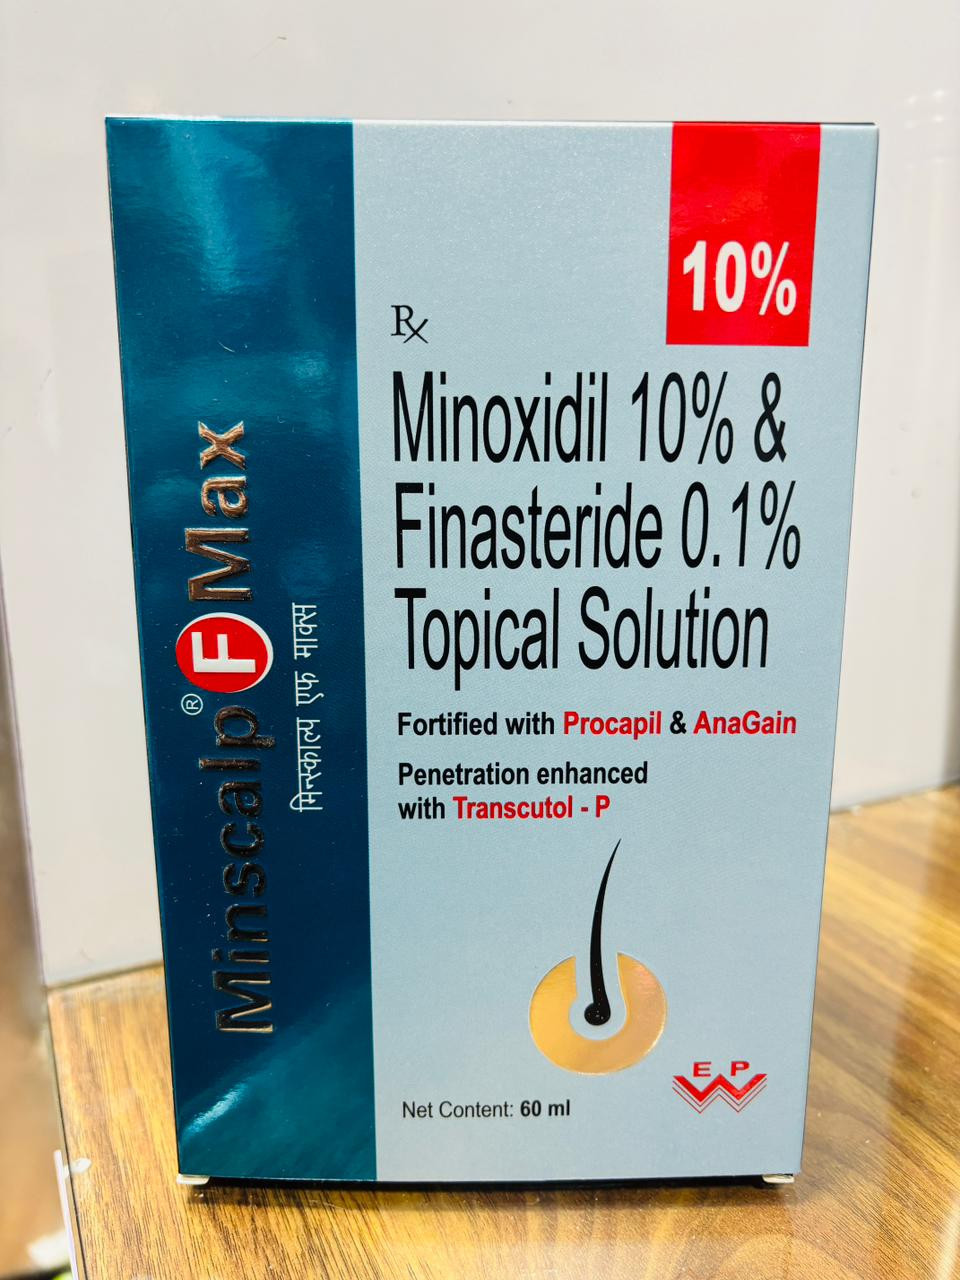 Minscalp® F Max
मिनस्काल्प एफ माक्स
10%
Rx
Minoxidil 10% &
Finasteride 0.1%
Topical Solution
Fortified with Procapil & AnaGain
Penetration enhanced
with Transcutol - P
E P
W
Net Content: 60 ml